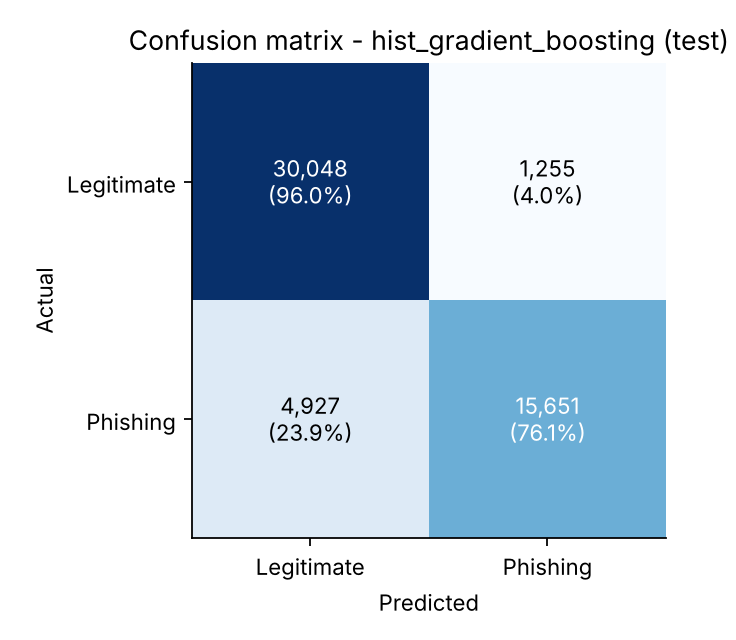 Confusion matrix - hist_gradient_boosting (test)
Actual
Legitimate
30,048
(96.0%)
1,255
(4.0%)
Phishing
4,927
(23.9%)
15,651
(76.1%)
Legitimate
Phishing
Predicted